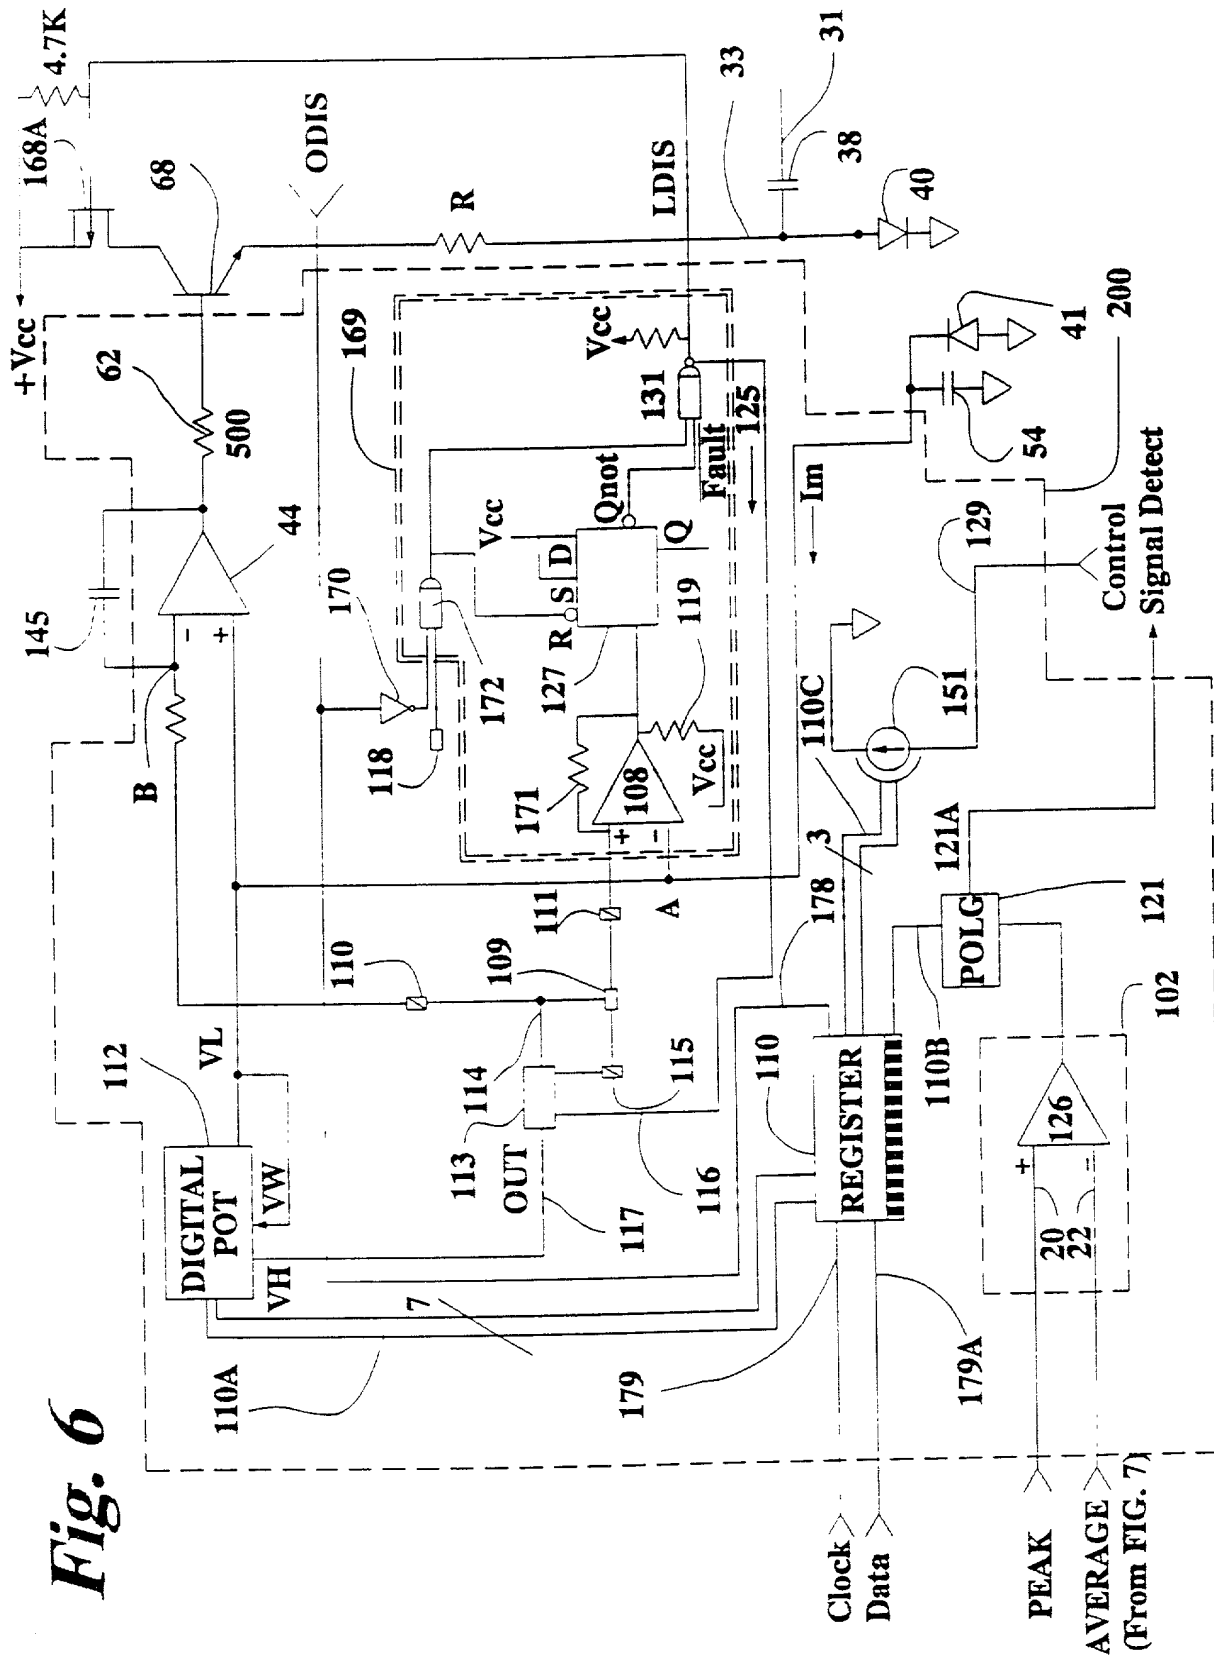 Fig. 6
+Vcc
168A
4.7K
68
62
500
145
44
B
-
+
ODIS
R
33
31
38
40
LDIS
169
170
118
172
Vcc
S
D
R
Qnot
Q
127
119
171
108
+
-
Vcc
Vcc
131
Fault
125
Im
41
54
200
112
VL
DIGITAL
POT
VW
VH
110
109
111
A
114
113
115
116
OUT
117
7
110A
110
REGISTER
178
3
110C
151
129
Control
Signal Detect
121A
POLG
121
110B
102
126
+
=
20
22
179
179A
Clock
Data
PEAK
AVERAGE
(From FIG. 7)